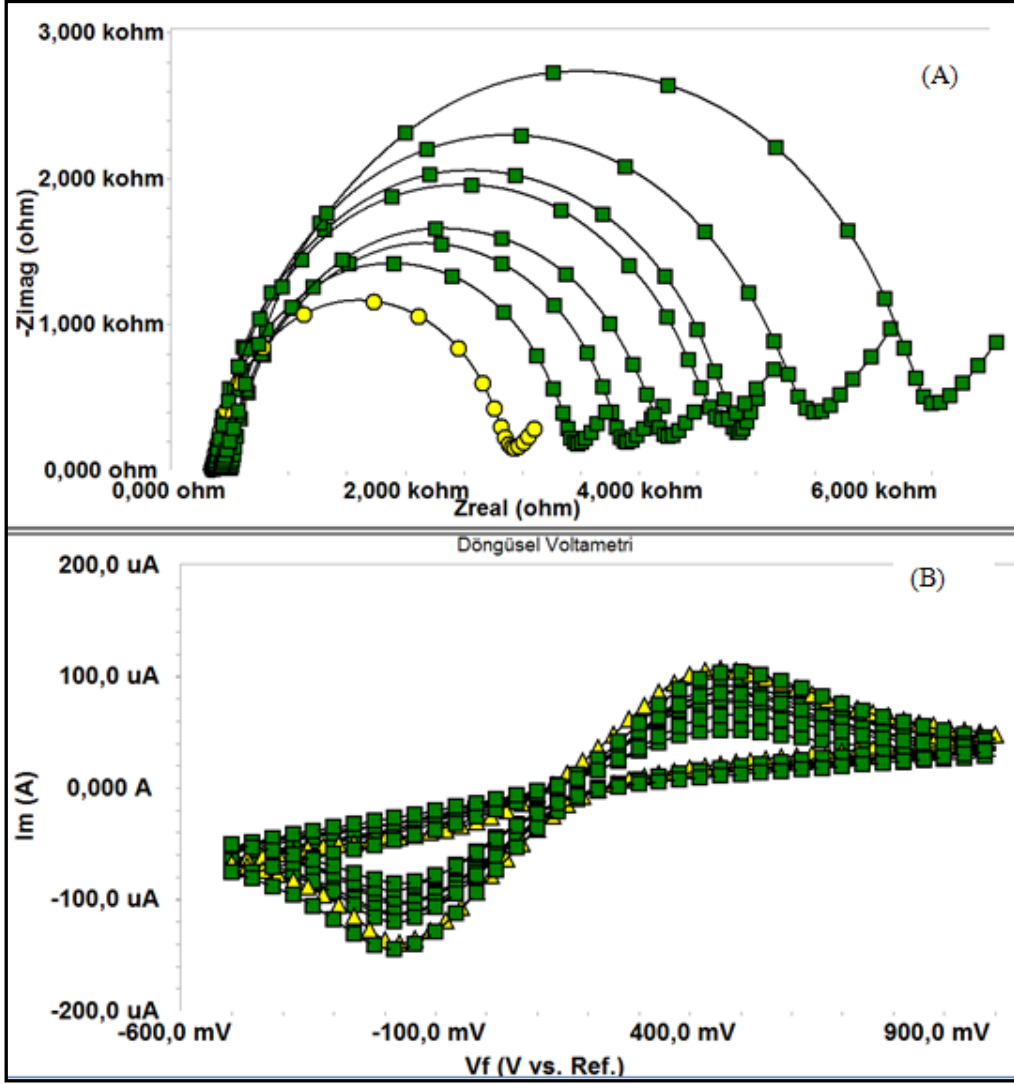 3,000 kohm
(A)
2,000 kohm
-Zimag (ohm)
1,000 kohm
0,000 ohm
0,000 ohm 2,000 kohm 4,000 kohm 6,000 kohm
Zreal (ohm)
Döngüsel Voltametri
200,0 uA
(B)
100,0 uA
0,000 A
Im (A)
-100,0 uA
-200,0 uA
-600,0 mV -100,0 mV 400,0 mV 900,0 mV
Vf (V vs. Ref.)